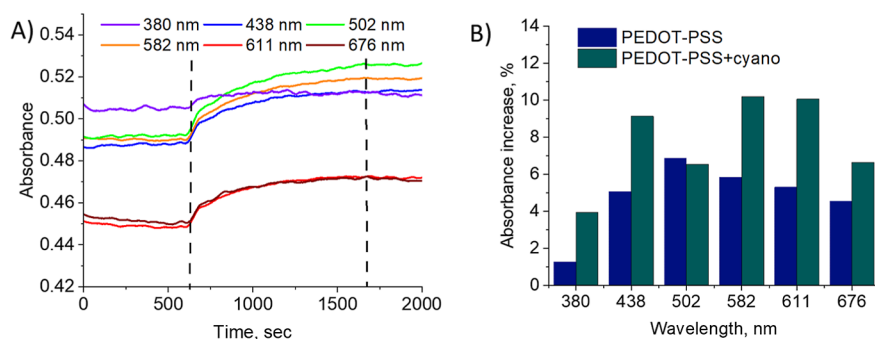 A)
380 nm 438 nm 502 nm
582 nm 611 nm 676 nm
0.54
0.52
0.50
0.48
0.46
0.44
0.42
Absorbance
0 500 1000 1500 2000
Time, sec
B)
PEDOT-PSS
PEDOT-PSS+cyano
14
12
10
8
6
4
2
0
Absorbance increase, %
380 438 502 582 611 676
Wavelength, nm